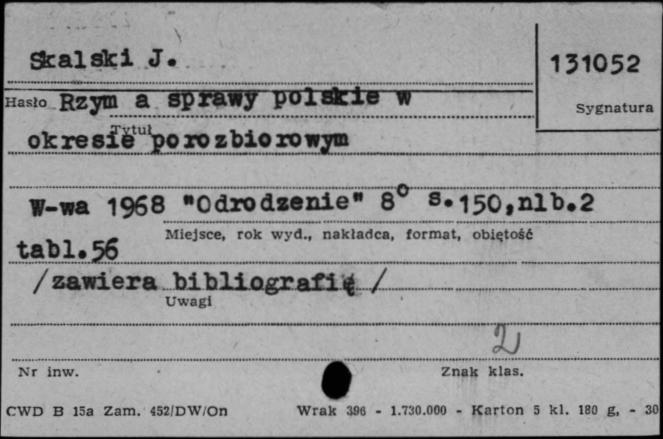 Skalski J.
131052
Hasło Rzym a sprawy polskie w
Sygnatura
Tytuł
okresie porozbiorowym
W-wa 1968 "Odrodzenie" 8° s.150,nlb.2
Miejsce, rok wyd., nakładca, format, objętość
tabl.56
/zawiera bibliografię /
Uwagi
2
Nr inw.
Znak klas.
CWD B 15a Zam. 452/DW/On
Wrak 396 - 1.730.000 - Karton 5 kl. 180 g, - 30